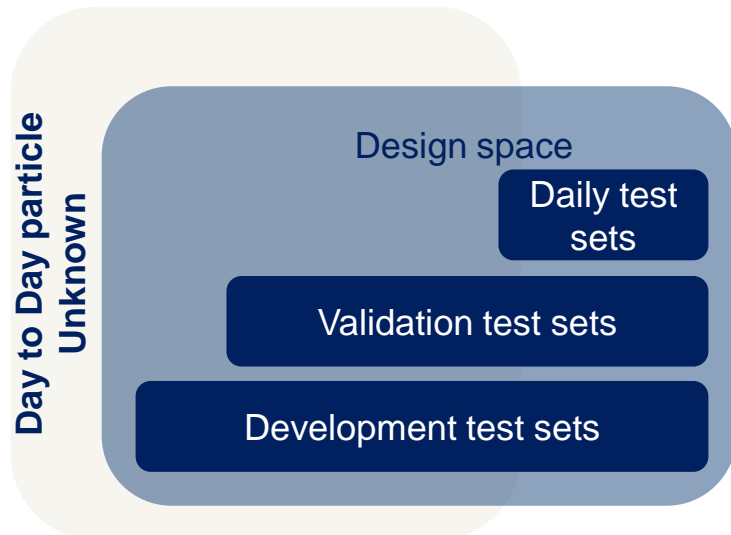 Day to Day particle
Unknown
Design space
Daily test
sets
Validation test sets
Development test sets